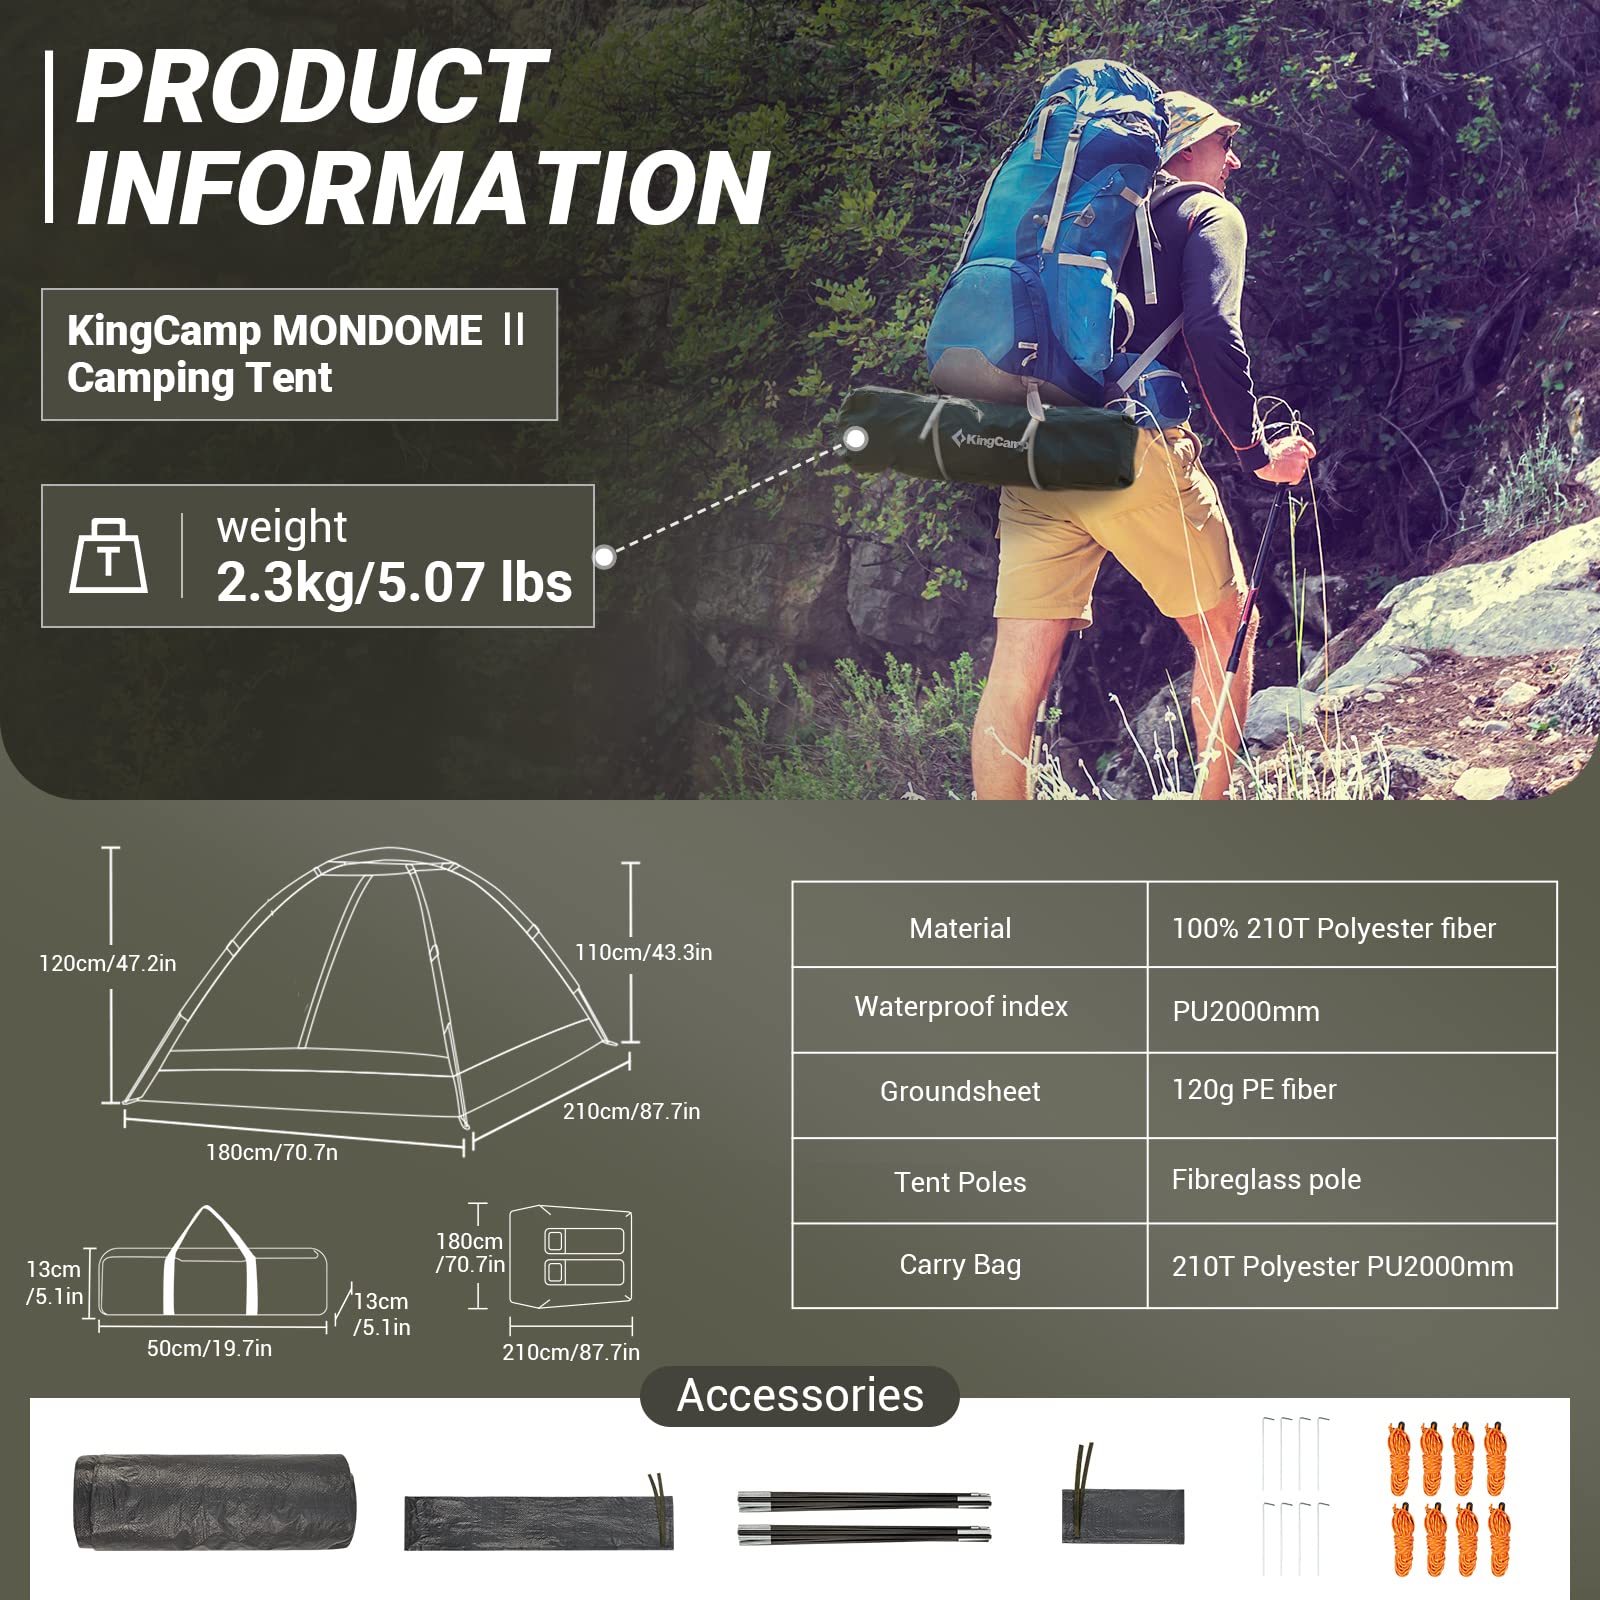 PRODUCT
INFORMATION
KingCamp MONDOME II
Camping Tent
T
weight
2.3kg/5.07 lbs
KingCamp
120cm/47.2in
110cm/43.3in
210cm/87.7in
180cm/70.7n
13cm
/5.1in
50cm/19.7in
13cm
/5.1in
180cm
/70.7in
210cm/87.7in
Material
100% 210T Polyester fiber
Waterproof index
PU2000mm
Groundsheet
120g PE fiber
Tent Poles
Fibreglass pole
Carry Bag
210T Polyester PU2000mm
Accessories